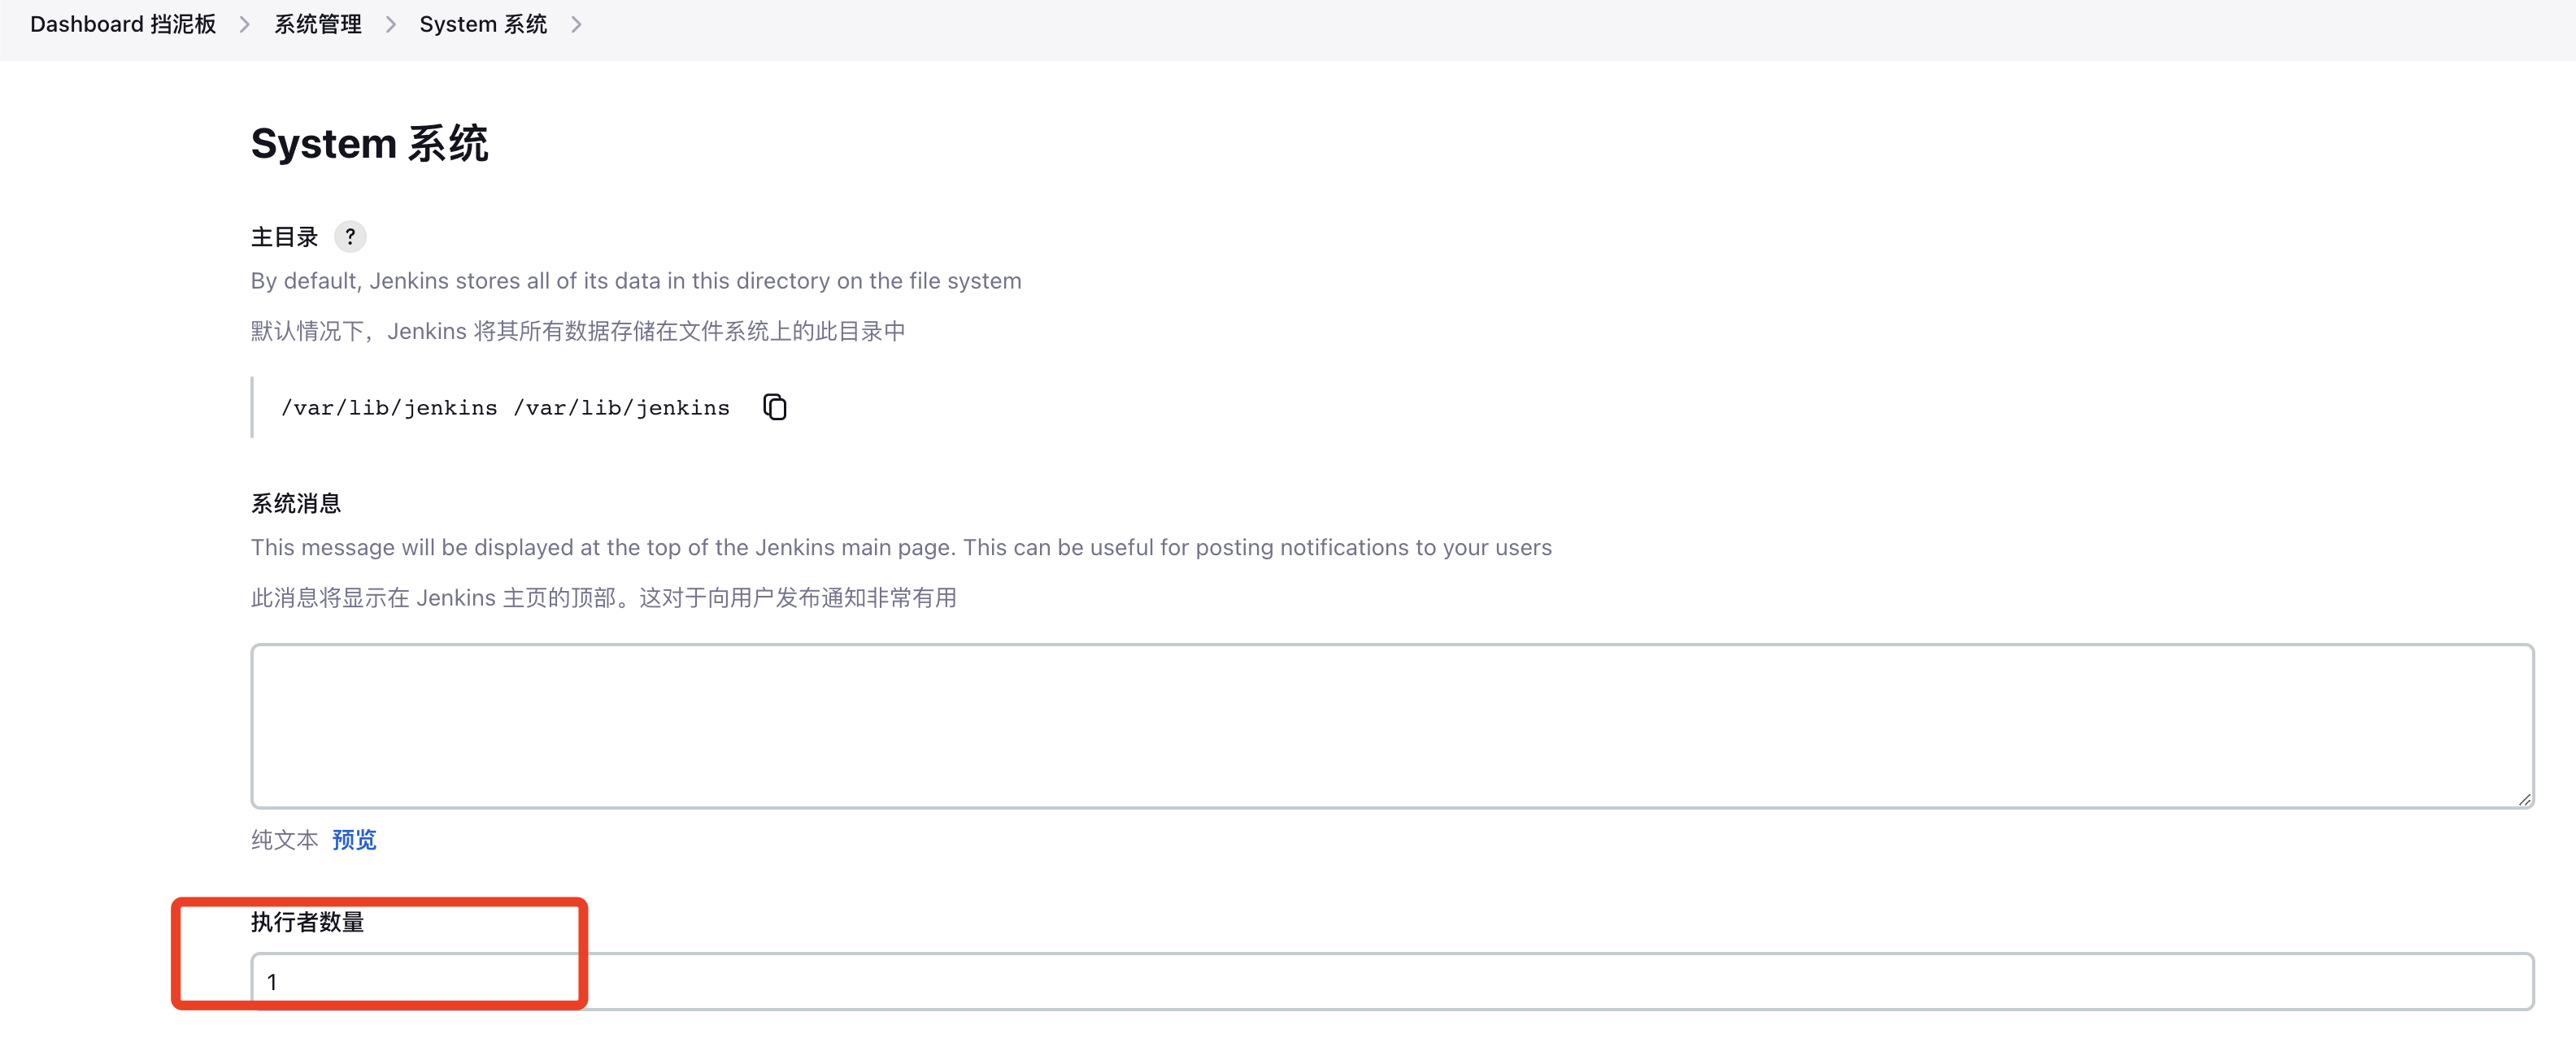 Dashboard 挡泥板 > 系统管理 > System 系统 >
System 系统
主目录 ?
By default, Jenkins stores all of its data in this directory on the file system
默认情况下，Jenkins 将其所有数据存储在文件系统上的此目录中
/var/lib/jenkins /var/lib/jenkins
系统消息
This message will be displayed at the top of the Jenkins main page. This can be useful for posting notifications to your users
此消息将显示在 Jenkins 主页的顶部。这对于向用户发布通知非常有用
纯文本 预览
执行者数量
1